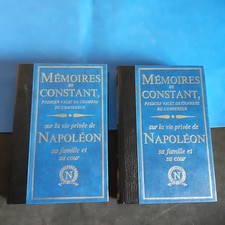 MÉMOIRES
DE
CONSTANT,
PREMIER VALET DE CHAMBRE
DE L'EMPEREUR
sur la vie privée de
NAPOLÉON
sa famille et
sa cour
N
MÉMOIRES
DE
CONSTANT,
PREMIER VALET DE CHAMBRE
DE L'EMPEREUR
sur la vie privée de
NAPOLÉON
sa famille et
sa cour
N